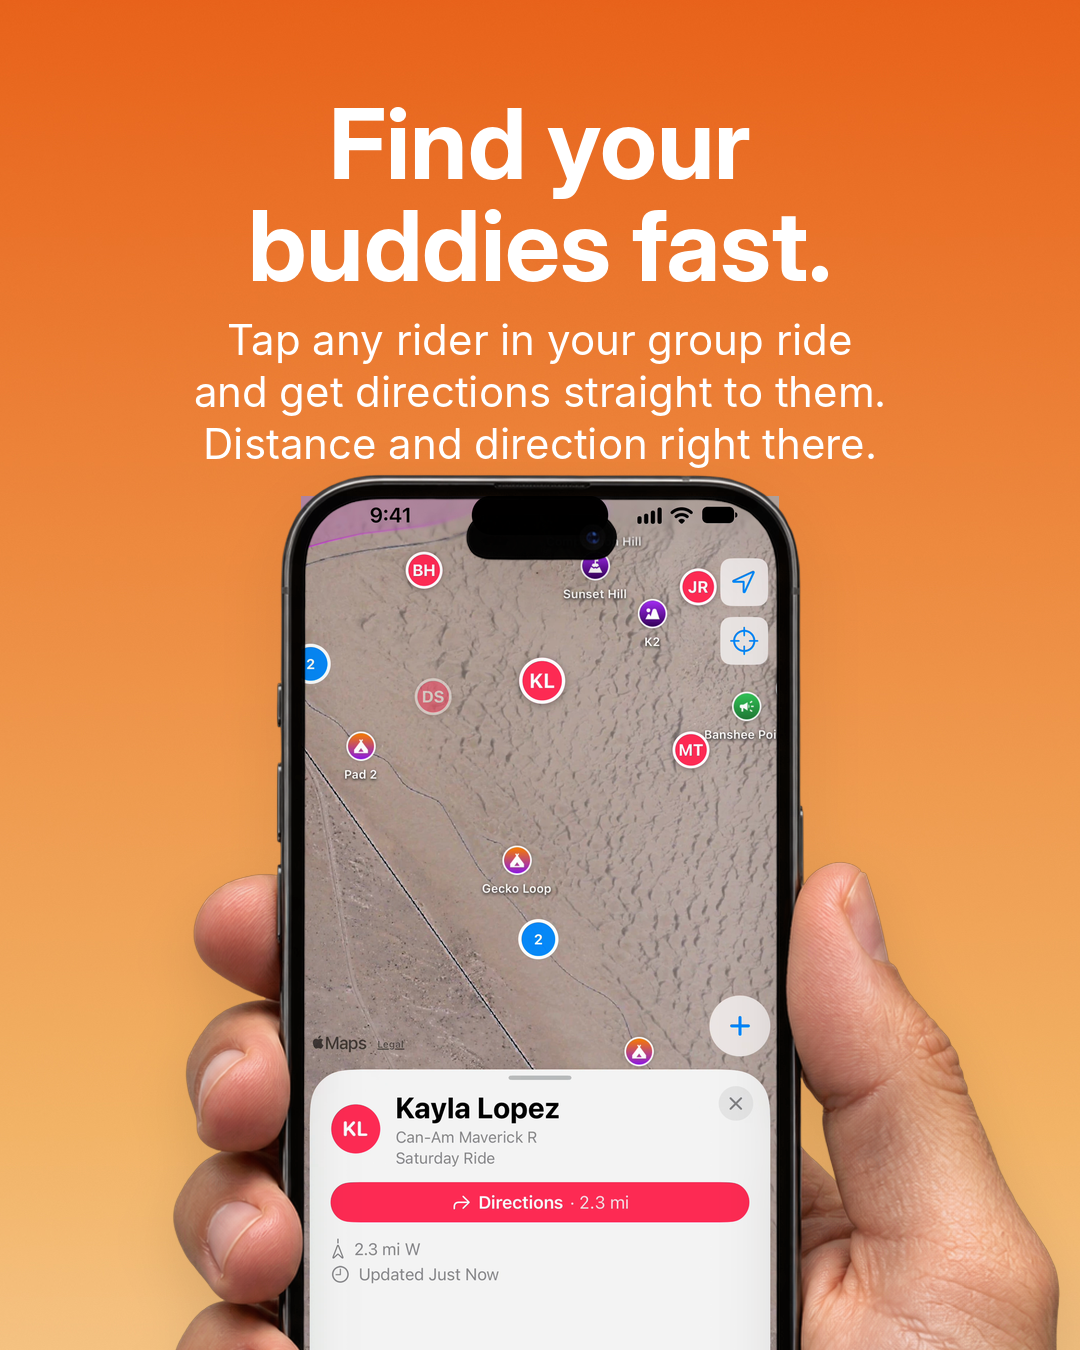 Find your
buddies fast.
Tap any rider in your group ride
and get directions straight to them.
Distance and direction right there.
9:41
Hill
BH
Sunset Hill
JR
K2
2
DS
KL
Banshee Poi
MT
Pad 2
Gecko Loop
2
Maps Legal
KL
Kayla Lopez
Can-Am Maverick R
Saturday Ride
Directions · 2.3 mi
2.3 mi W
Updated Just Now